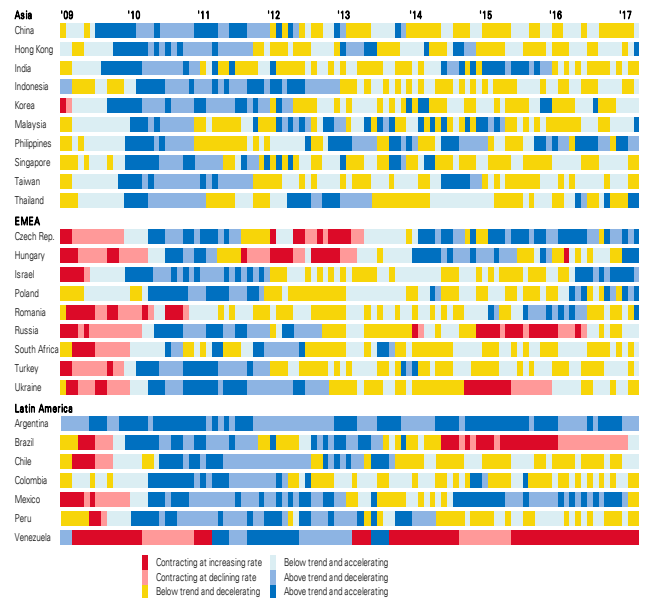 Asia '09 '10 '11 '12 '13 '14 '15 '16 '17
China
Hong Kong
India
Indonesia
Korea
Malaysia
Philippines
Singapore
Taiwan
Thailand
EMEA
Czech Rep.
Hungary
Israel
Poland
Romania
Russia
South Africa
Turkey
Ukraine
Latin America
Argentina
Brazil
Chile
Colombia
Mexico
Peru
Venezuela
Contracting at increasing rate Below trend and accelerating
Contracting at declining rate Above trend and decelerating
Below trend and decelerating Above trend and accelerating